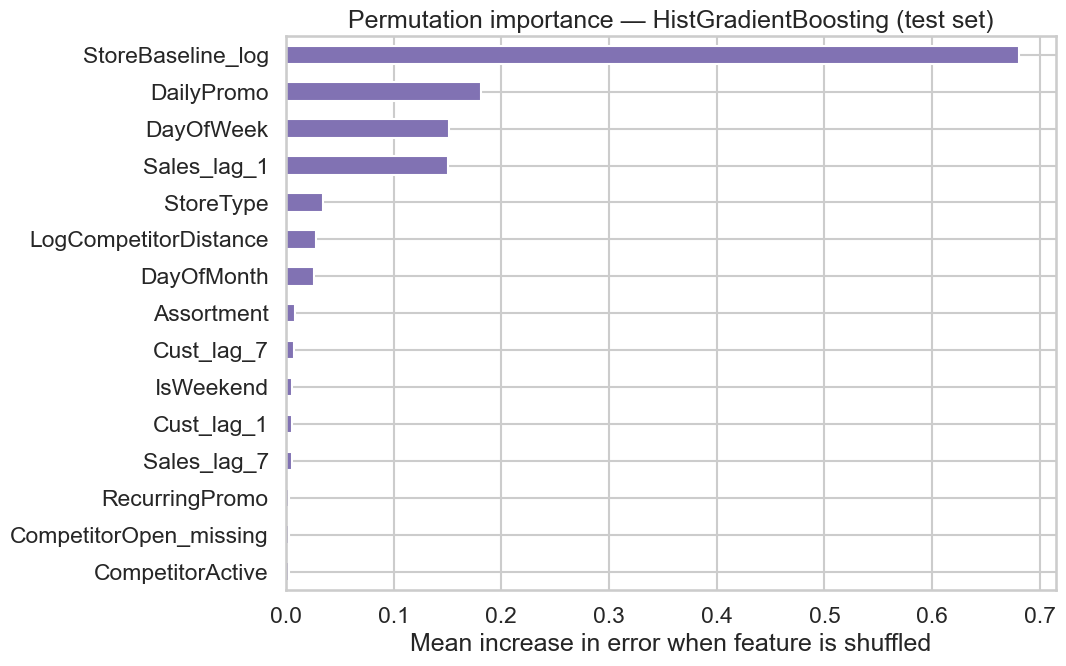 Permutation importance — HistGradientBoosting (test set)
StoreBaseline_log
DailyPromo
DayOfWeek
Sales_lag_1
StoreType
LogCompetitorDistance
DayOfMonth
Assortment
Cust_lag_7
IsWeekend
Cust_lag_1
Sales_lag_7
RecurringPromo
CompetitorOpen_missing
CompetitorActive
0.0 0.1 0.2 0.3 0.4 0.5 0.6 0.7
Mean increase in error when feature is shuffled